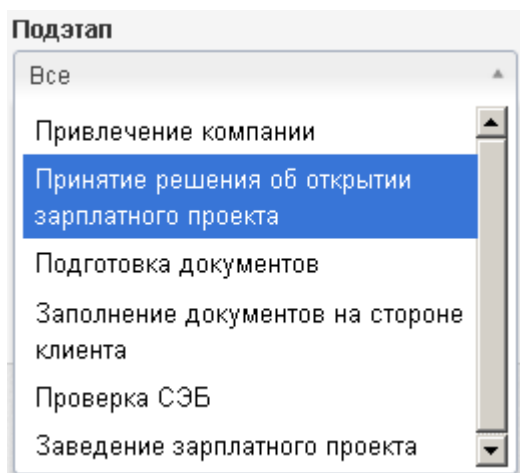 Подэтап
Все
Привлечение компании
Принятие решения об открытии
зарплатного проекта
Подготовка документов
Заполнение документов на стороне
клиента
Проверка СЭБ
Заведение зарплатного проекта